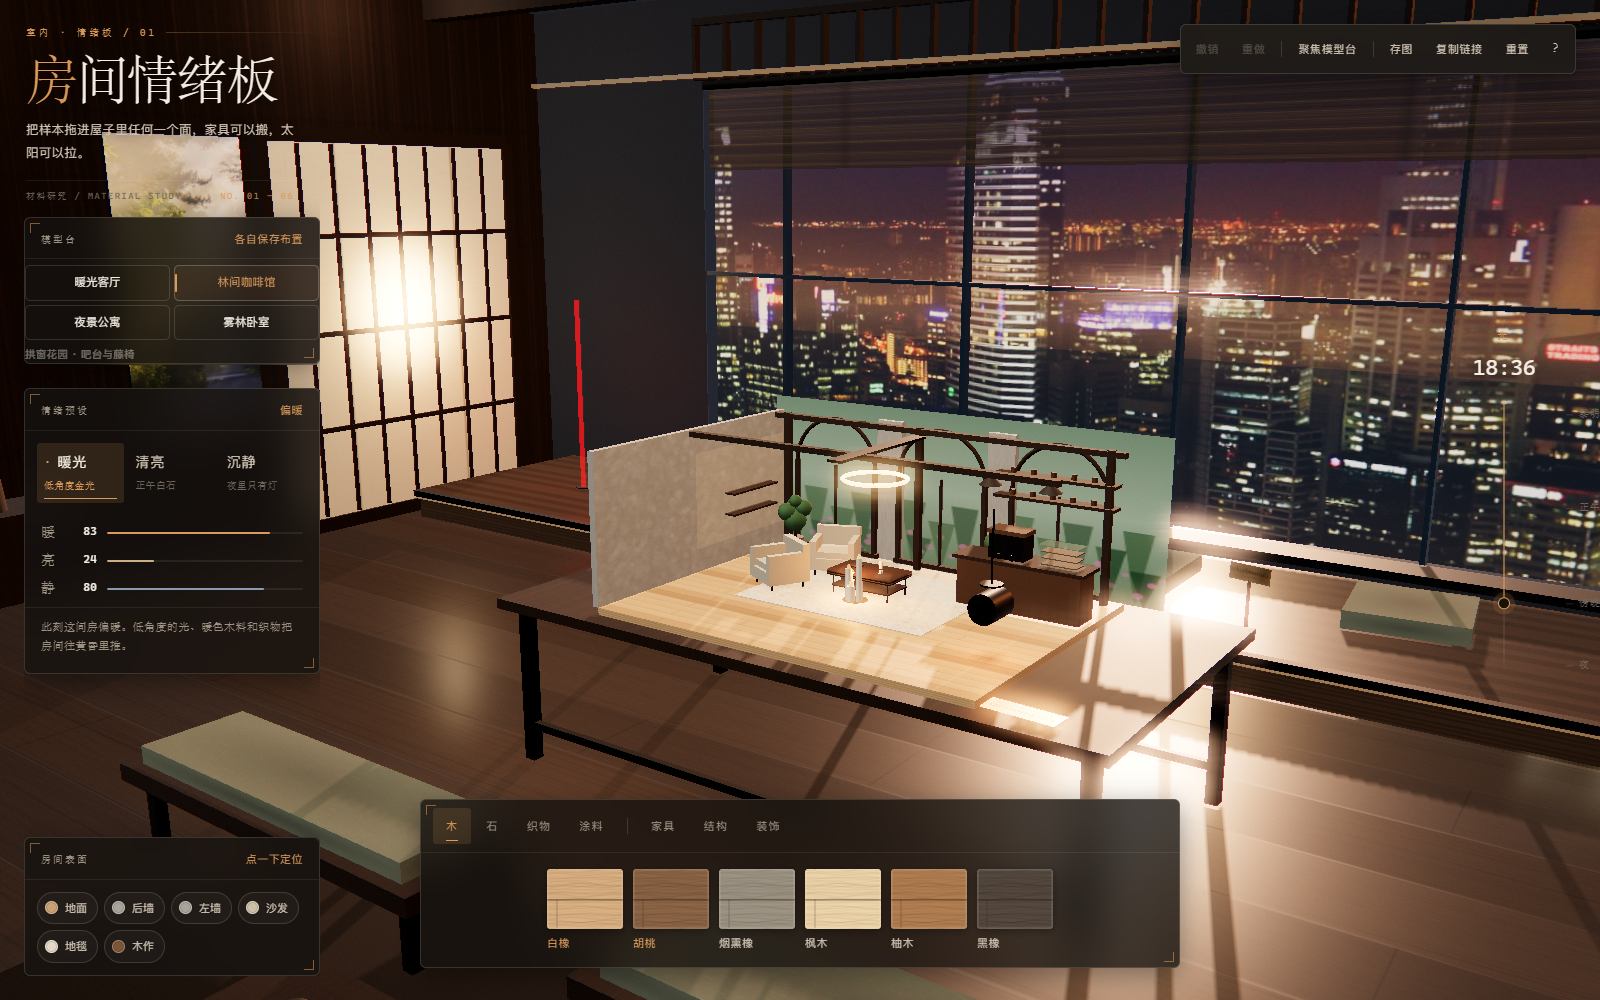 室内 · 情绪板 / 01
房间情绪板
把样本拖进屋子里任何一个面，家具可以搬，太
阳可以拉。
材料研究 / MATERIAL STUDY NO. 01
模型台 各自保存布置
暖光客厅 林间咖啡馆
夜景公寓 雾林卧室
拱窗花园 · 吧台与藤椅
情绪预设 偏暖
· 暖光 清亮 沉静
低角度金光 正午白石 夜里只有灯
暖 83
亮 24
静 80
此刻这间房偏暖。低角度的光、暖色木料和织物把
房间往黄昏里推。
房间表面 点一下定位
地面 后墙 左墙 沙发
地毯 木作
撤销 重做 聚焦模型台 存图 复制链接 重置 ?
STRAITS
TRADING
18:36
正午
夜
木 石 织物 涂料 家具 结构 装饰
白橡 胡桃 烟熏橡 枫木 柚木 黑橡